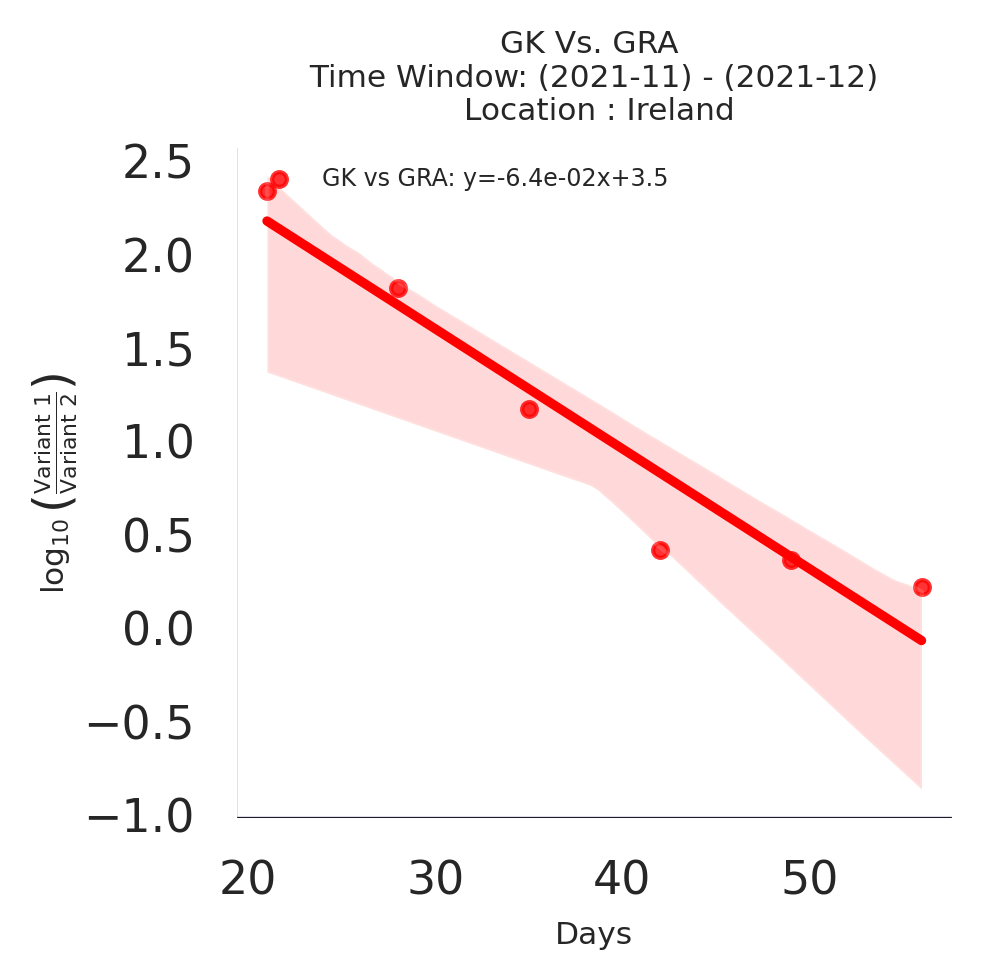 GK Vs. GRA
Time Window: (2021-11) - (2021-12)
Location : Ireland
GK vs GRA: y=-6.4e-02x+3.5
2.5
2.0
1.5
1.0
0.5
0.0
−0.5
−1.0
log₁₀ (Variant 1 / Variant 2)
20 30 40 50
Days